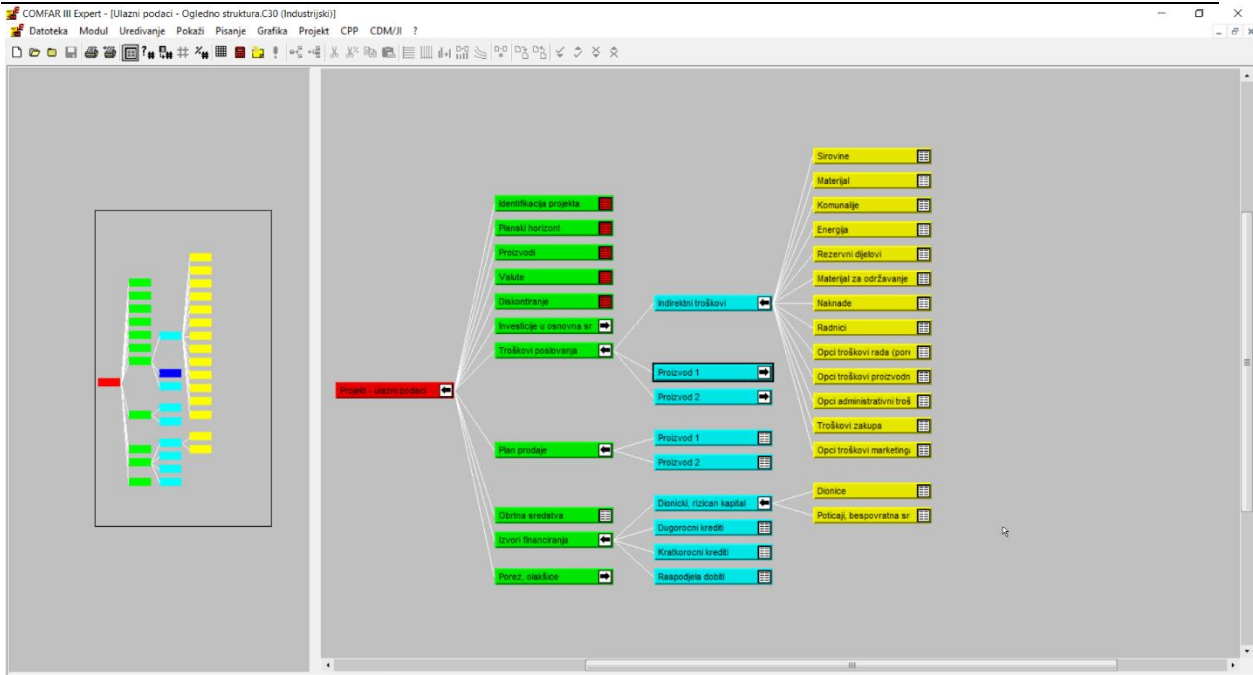 COMFAR III Expert - [Ulazni podaci - Ogledno struktura.C30 (Industrijski)]
Datoteka Modul Uredivanje Pokaži Pisanje Grafika Projekt CPP CDM/JI ?
Projekt - ulazni podaci
Identifikacija projekta
Planski horizont
Proizvodi
Valute
Diskontiranje
Investicije u osnovna sr
Troškovi poslovanja
Plan prodaje
Obrtna sredstva
Izvori financiranja
Porez, olakšice
Indirektni troškovi
Proizvod 1
Proizvod 2
Proizvod 1
Proizvod 2
Dionicki, rizican kapital
Dugorocni krediti
Kratkorocni krediti
Raspodjela dobiti
Sirovine
Materijal
Komunalije
Energija
Rezervni dijelovi
Materijal za održavanje
Naknade
Radnici
Opci troškovi rada (pore
Opci troškovi proizvodn
Opci administrativni troš
Troškovi zakupa
Opci troškovi marketing
Dionice
Poticaji, bespovratna sr